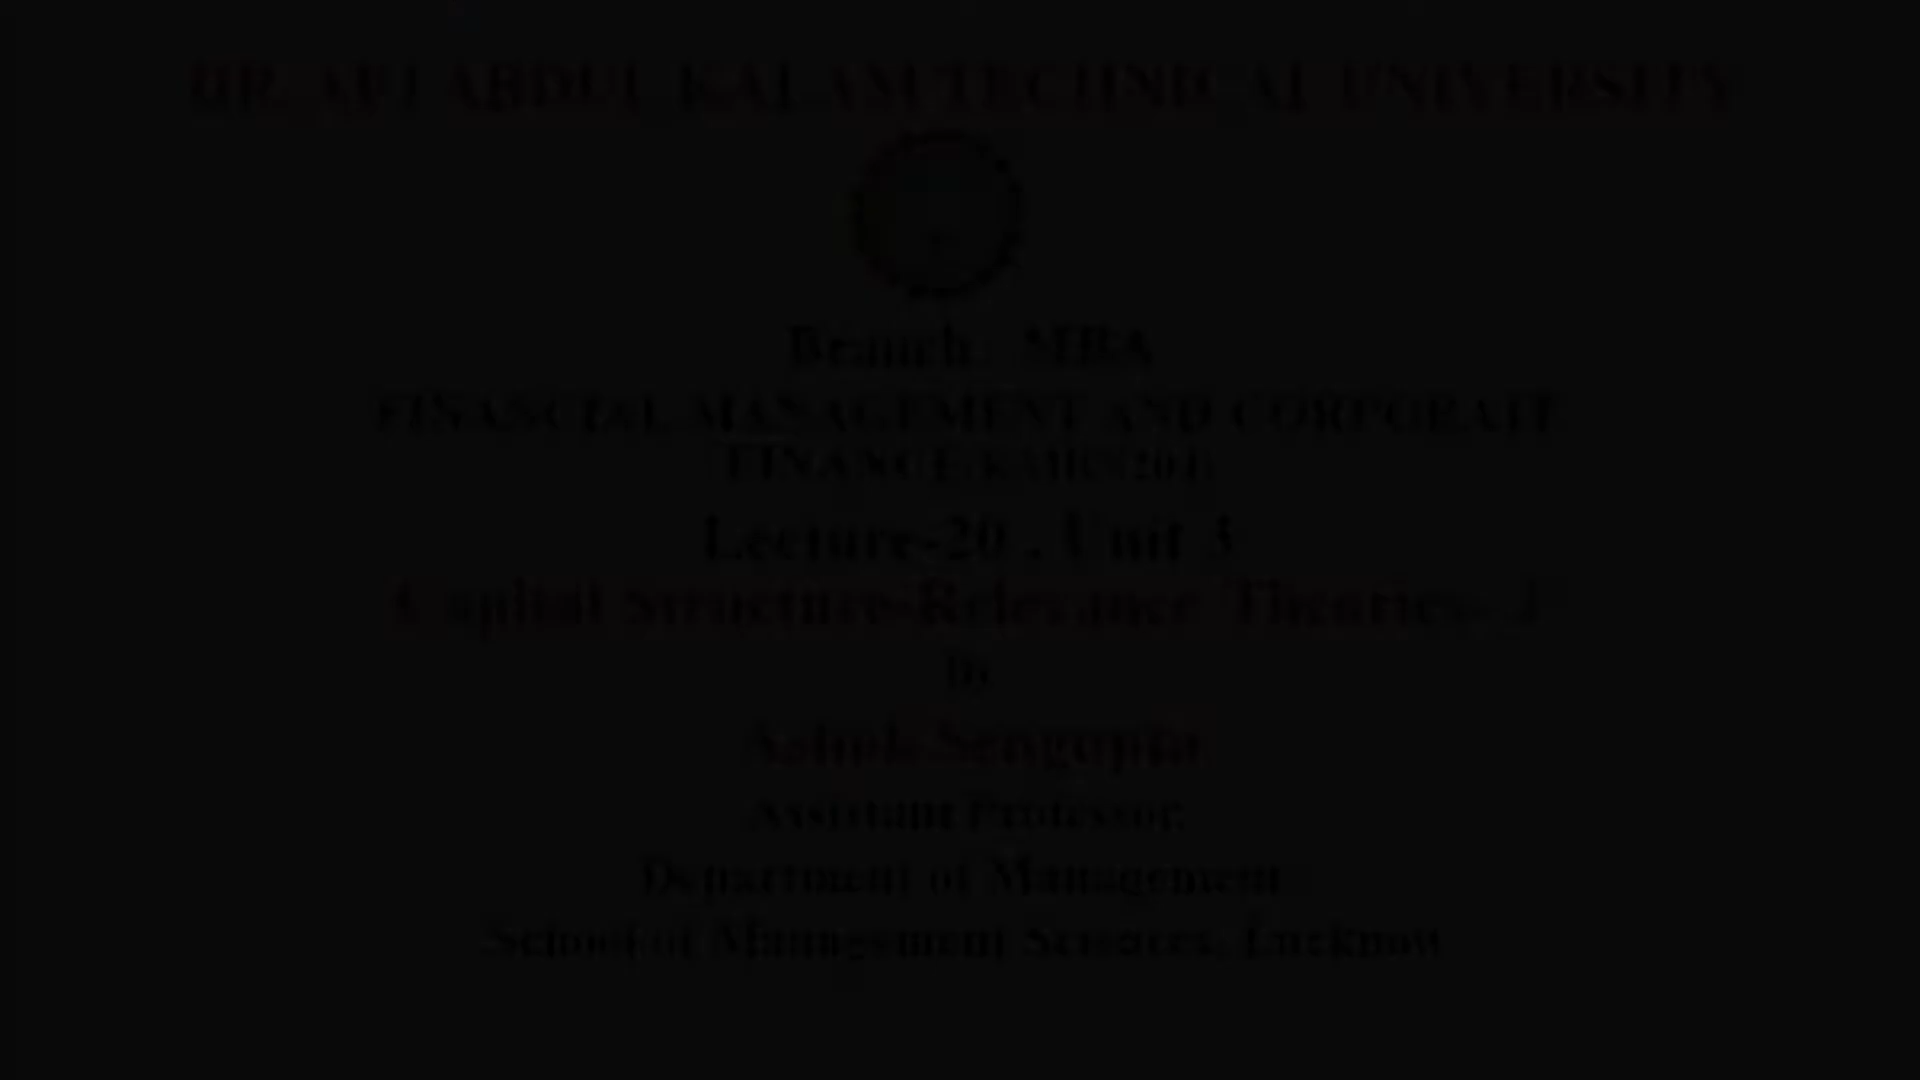 DR. APJ ABDUL KALAM TECHNICAL UNIVERSITY
Branch MBA
FINANCIAL MANAGEMENT AND CORPORATE
FINANCE
Lecture-20 , Unit 3
Capital Structure-Relevance Theories-
By
Ashok Sengupta
Assistant Professor
Department of Management
School of Management Sciences, Lucknow